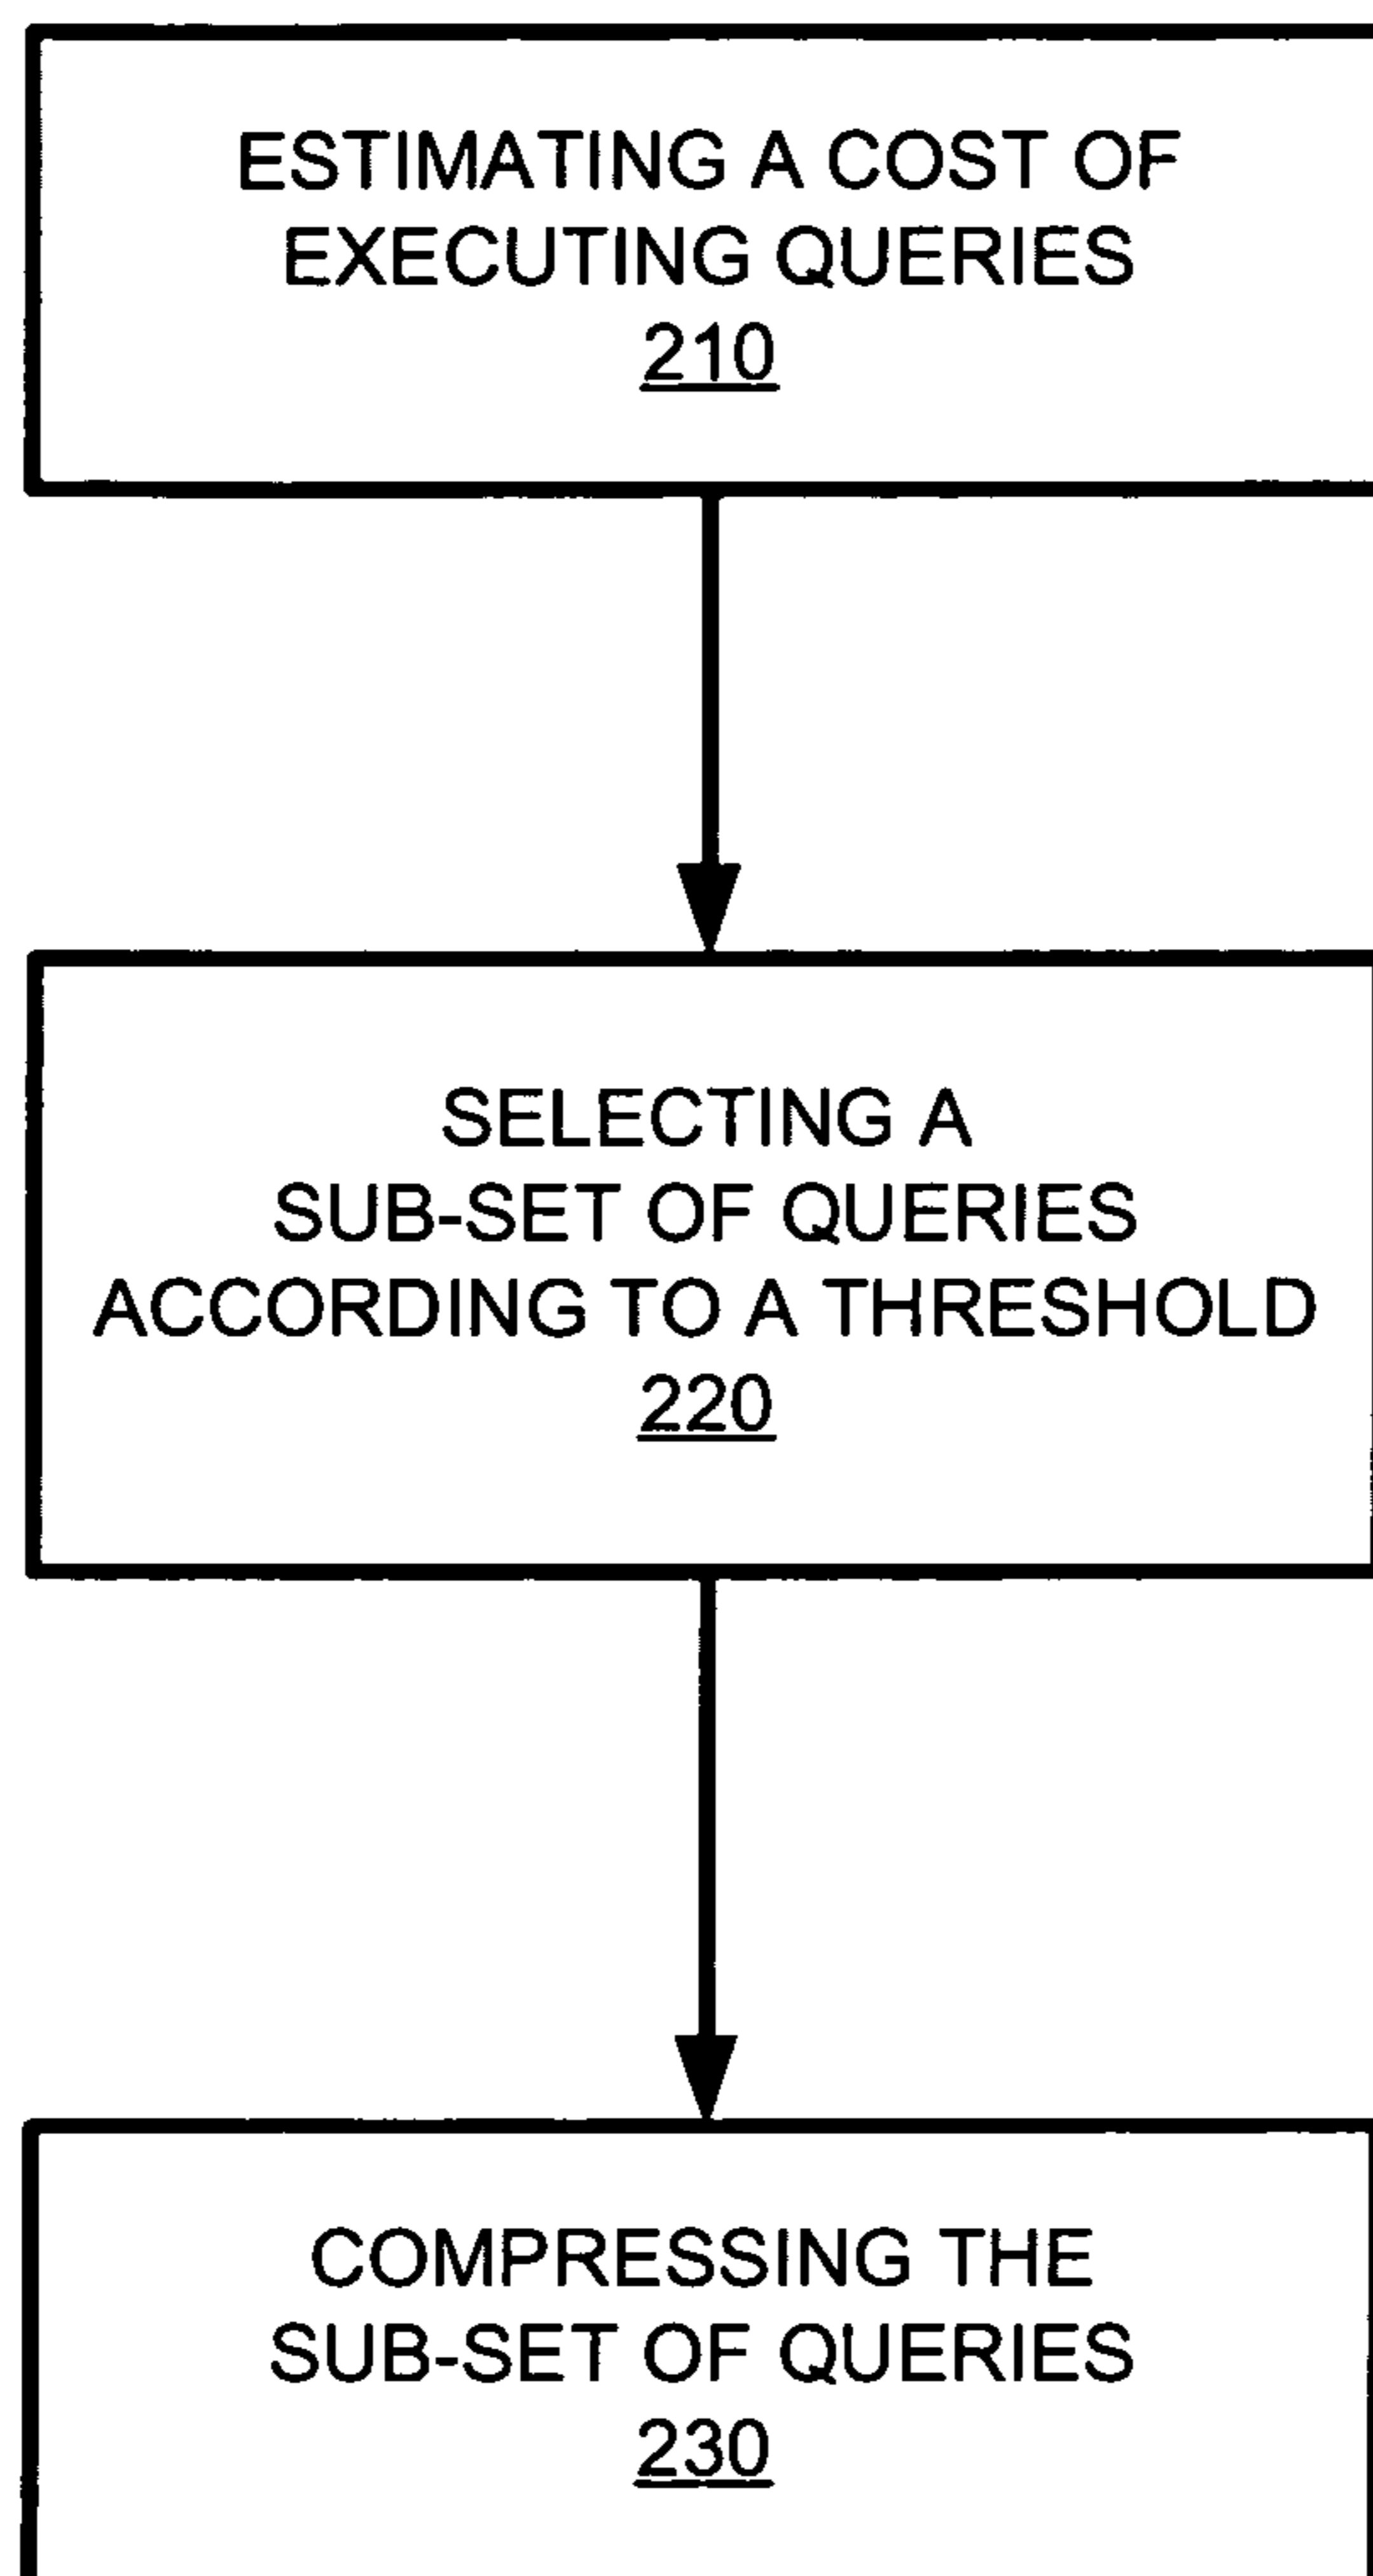 ESTIMATING A COST OF
EXECUTING QUERIES
210
SELECTING A
SUB-SET OF QUERIES
ACCORDING TO A THRESHOLD
220
COMPRESSING THE
SUB-SET OF QUERIES
230